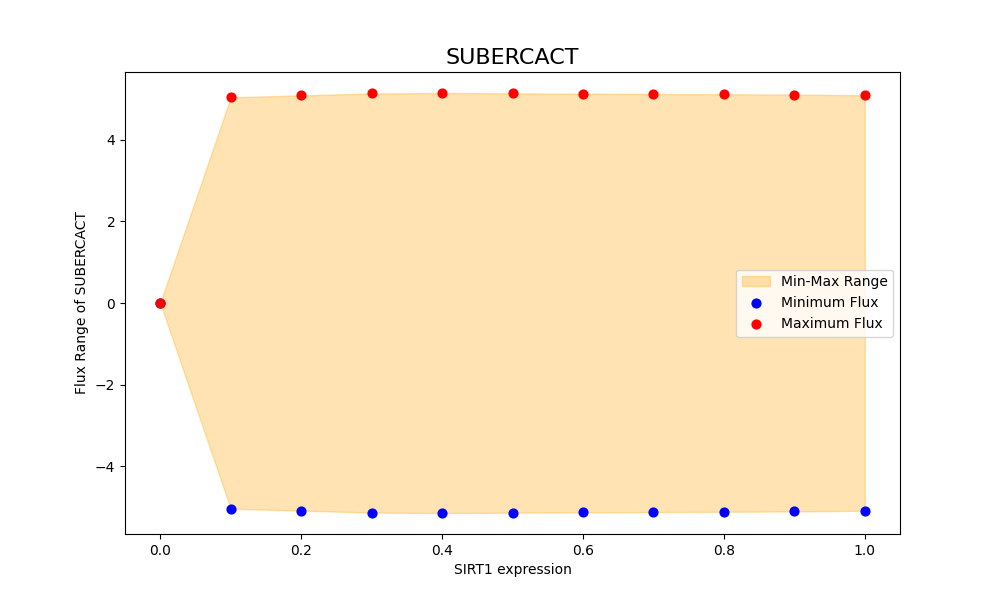 SUBERCACT
Flux Range of SUBERCACT
4
2
0
−2
−4
Min-Max Range
Minimum Flux
Maximum Flux
0.0 0.2 0.4 0.6 0.8 1.0
SIRT1 expression